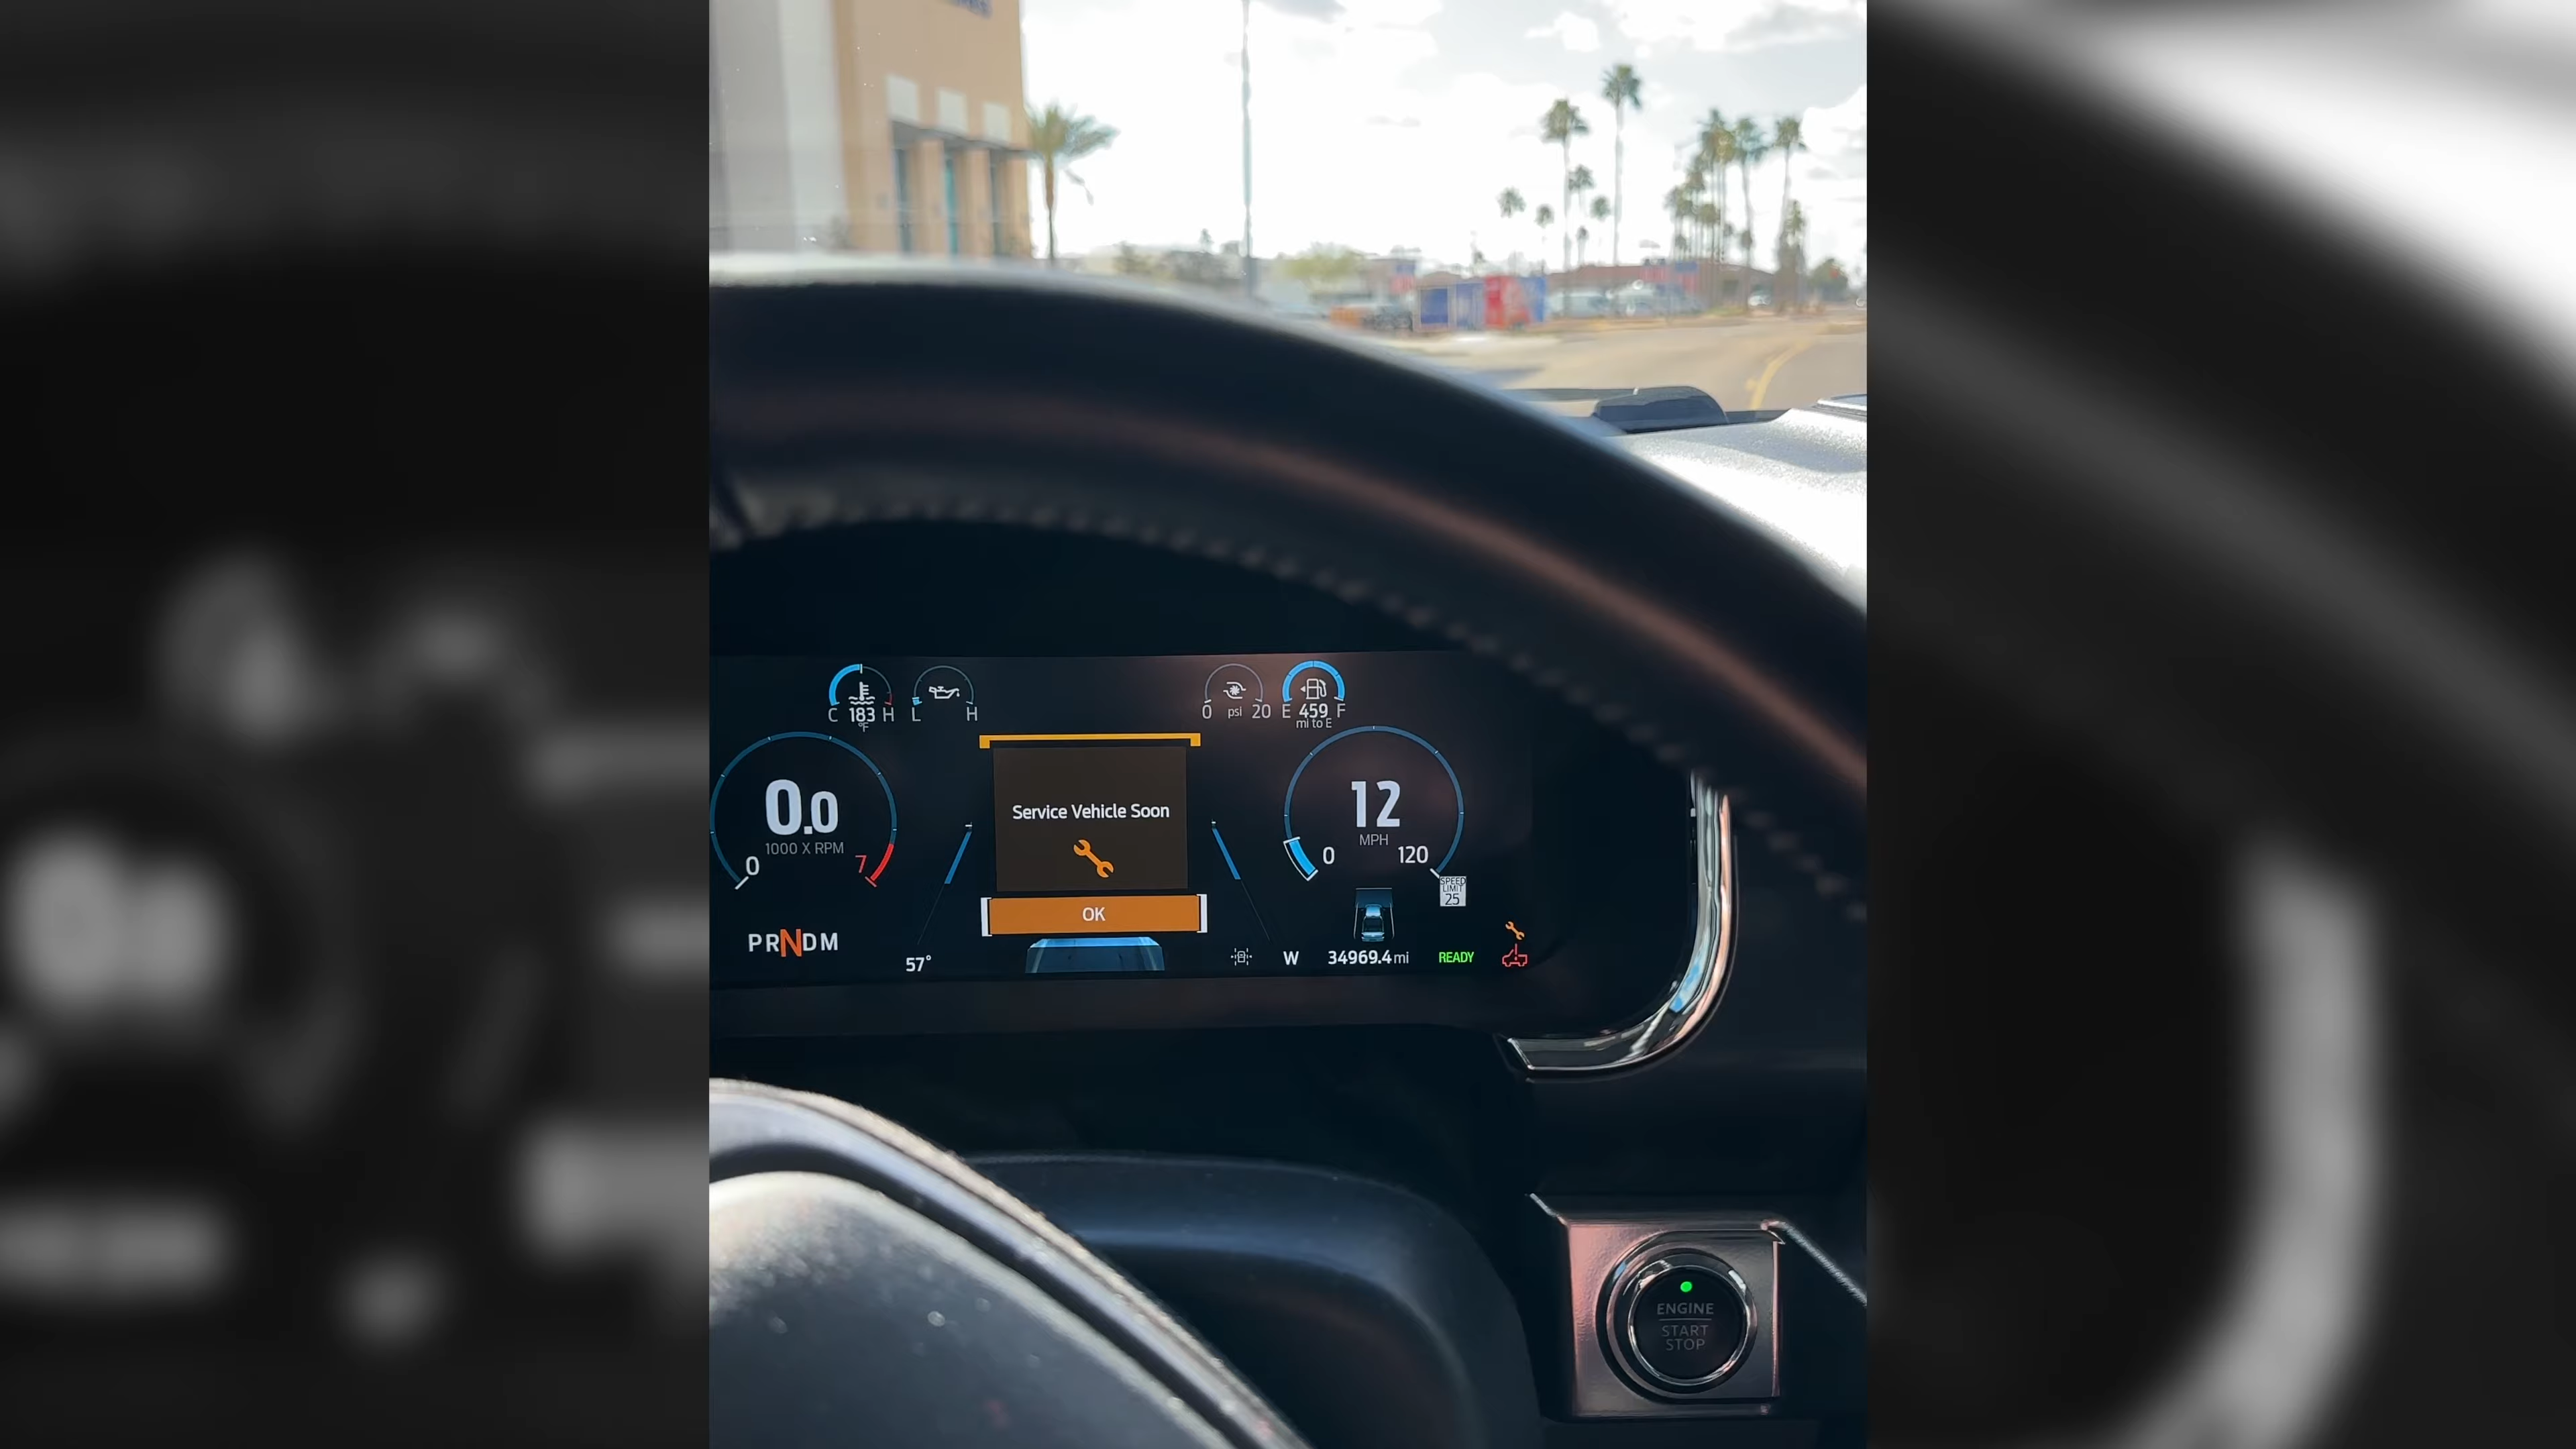 C 183 H
°F
L H
0 psi 20
E 459 F
mi to E
0.0
1000 X RPM
0 7
Service Vehicle Soon
OK
12
MPH
0 120
SPEED
LIMIT
25
PRNDM
57°
W 34969.4 mi READY
ENGINE
START
STOP